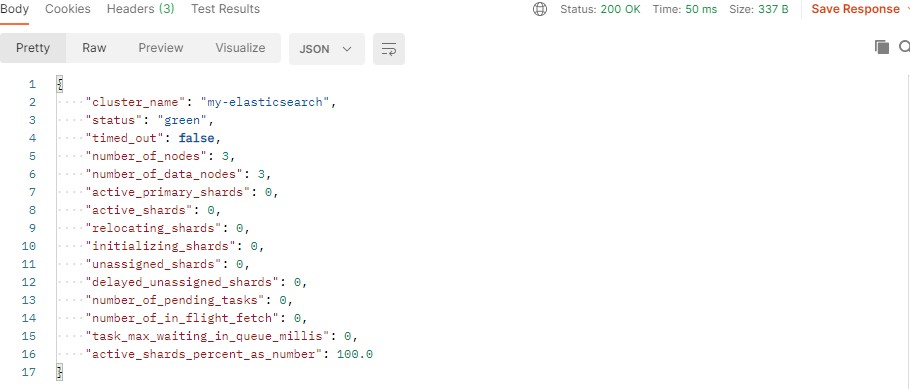 Body Cookies Headers (3) Test Results Status: 200 OK Time: 50 ms Size: 337 B Save Response
Pretty Raw Preview Visualize JSON
1 {
2 "cluster_name": "my-elasticsearch",
3 "status": "green",
4 "timed_out": false,
5 "number_of_nodes": 3,
6 "number_of_data_nodes": 3,
7 "active_primary_shards": 0,
8 "active_shards": 0,
9 "relocating_shards": 0,
10 "initializing_shards": 0,
11 "unassigned_shards": 0,
12 "delayed_unassigned_shards": 0,
13 "number_of_pending_tasks": 0,
14 "number_of_in_flight_fetch": 0,
15 "task_max_waiting_in_queue_millis": 0,
16 "active_shards_percent_as_number": 100.0
17 }